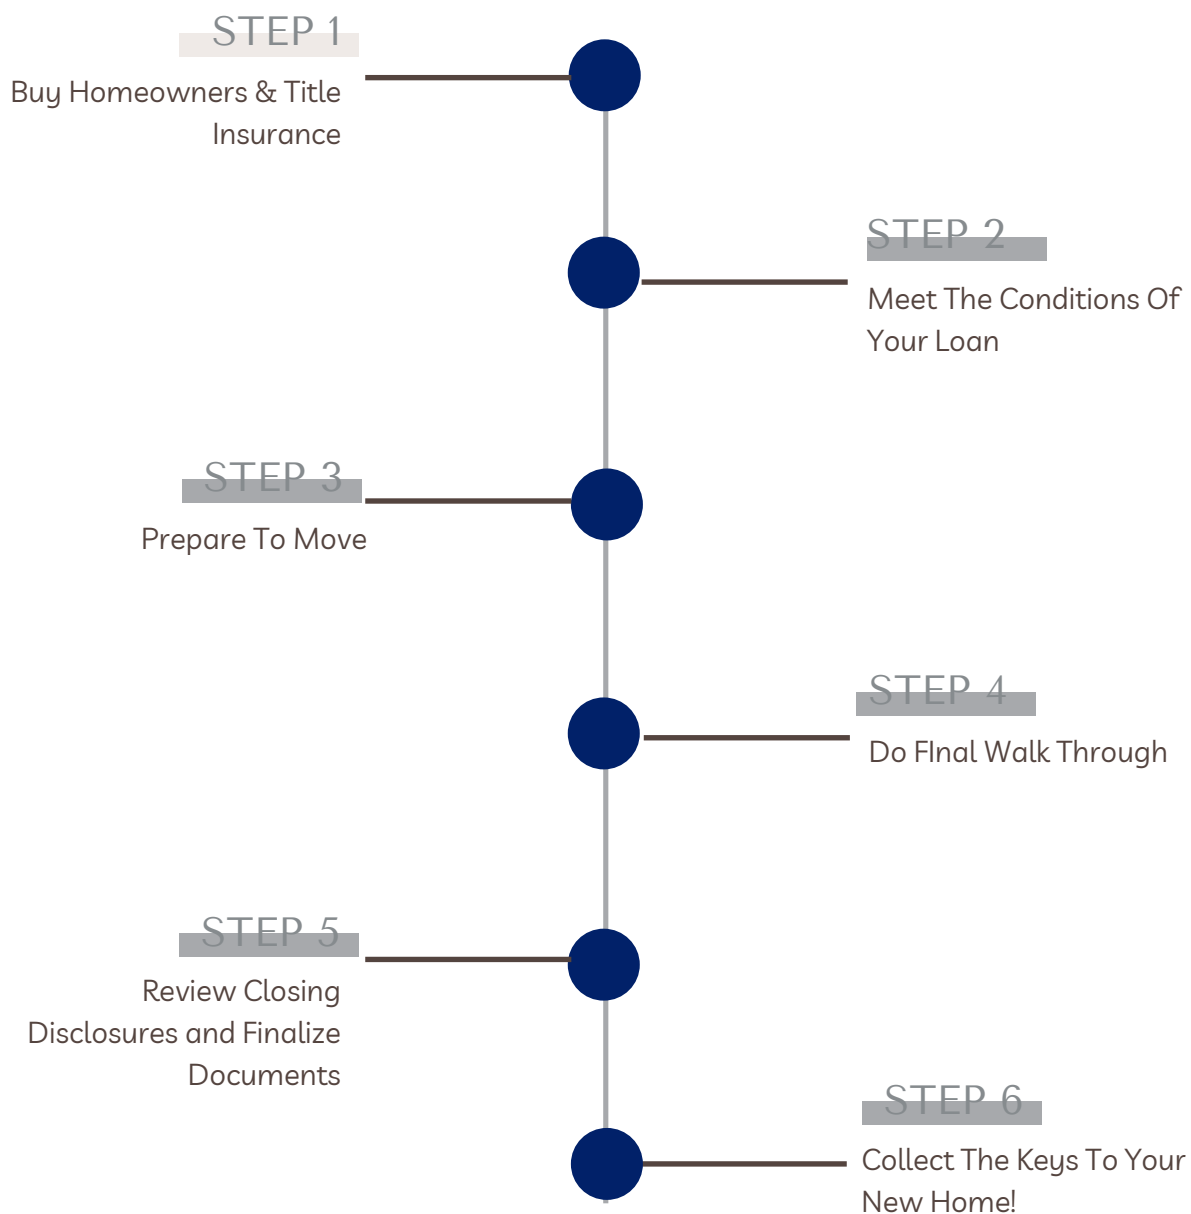 STEP 1
Buy Homeowners & Title
Insurance
STEP 2
Meet The Conditions Of
Your Loan
STEP 3
Prepare To Move
STEP 4
Do FInal Walk Through
STEP 5
Review Closing
Disclosures and Finalize
Documents
STEP 6
Collect The Keys To Your
New Home!